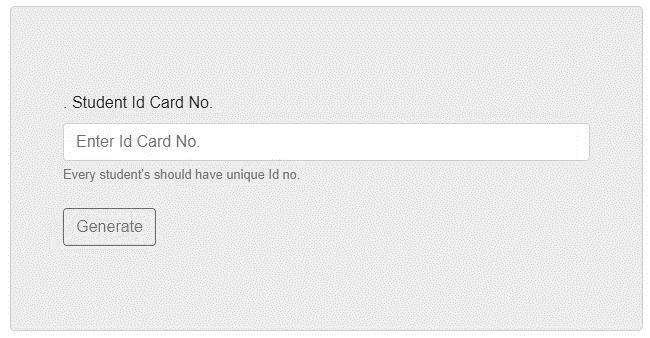 . Student Id Card No.
Enter Id Card No.
Every student's should have unique Id no.
Generate